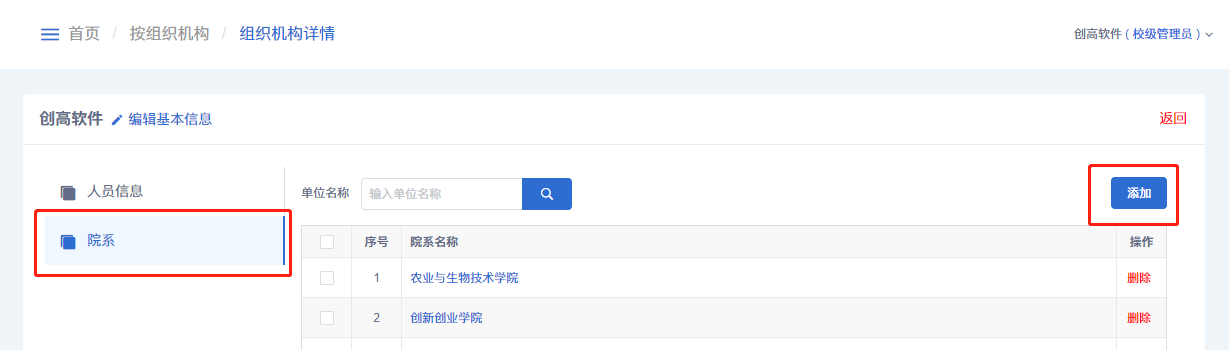 首页 / 按组织机构 / 组织机构详情
创高软件（校级管理员）
创高软件 编辑基本信息
返回
人员信息
院系
单位名称 输入单位名称
添加
序号 院系名称 操作
1 农业与生物技术学院 删除
2 创新创业学院 删除